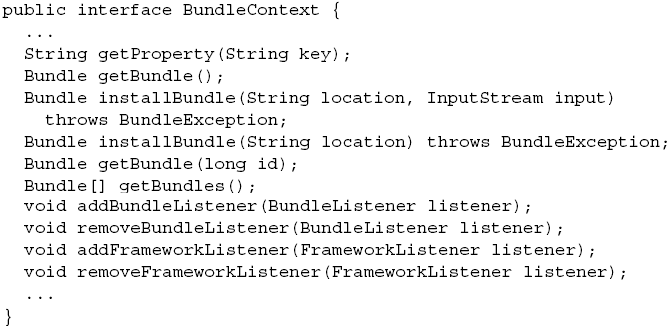 public interface BundleContext {
...
String getProperty(String key);
Bundle getBundle();
Bundle installBundle(String location, InputStream input)
throws BundleException;
Bundle installBundle(String location) throws BundleException;
Bundle getBundle(long id);
Bundle[] getBundles();
void addBundleListener(BundleListener listener);
void removeBundleListener(BundleListener listener);
void addFrameworkListener(FrameworkListener listener);
void removeFrameworkListener(FrameworkListener listener);
...
}